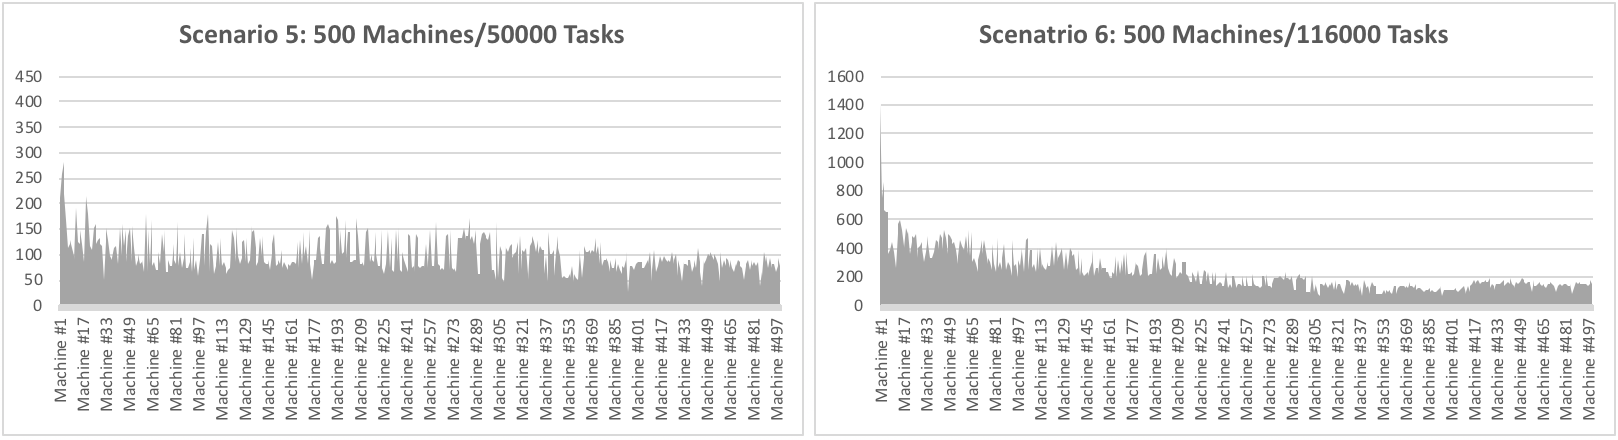 Scenario 5: 500 Machines/50000 Tasks
450
400
350
300
250
200
150
100
50
0
Machine #1
Machine #17
Machine #33
Machine #49
Machine #65
Machine #81
Machine #97
Machine #113
Machine #129
Machine #145
Machine #161
Machine #177
Machine #193
Machine #209
Machine #225
Machine #241
Machine #257
Machine #273
Machine #289
Machine #305
Machine #321
Machine #337
Machine #353
Machine #369
Machine #385
Machine #401
Machine #417
Machine #433
Machine #449
Machine #465
Machine #481
Machine #497
Scenatrio 6: 500 Machines/116000 Tasks
1600
1400
1200
1000
800
600
400
200
0
Machine #1
Machine #17
Machine #33
Machine #49
Machine #65
Machine #81
Machine #97
Machine #113
Machine #129
Machine #145
Machine #161
Machine #177
Machine #193
Machine #209
Machine #225
Machine #241
Machine #257
Machine #273
Machine #289
Machine #305
Machine #321
Machine #337
Machine #353
Machine #369
Machine #385
Machine #401
Machine #417
Machine #433
Machine #449
Machine #465
Machine #481
Machine #497